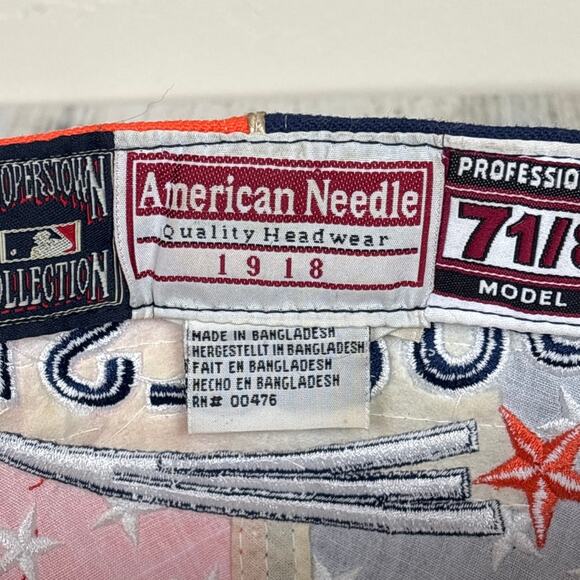 OPERSTOWN
OLLECTION
American Needle
Quality Headwear
1918
PROFESSIO
71/8
MODEL
MADE IN BANGLADESH
HERGESTELLT IN BANGLADESH
FAIT EN BANGLADESH
HECHO EN BANGLADESH
RN# 00476